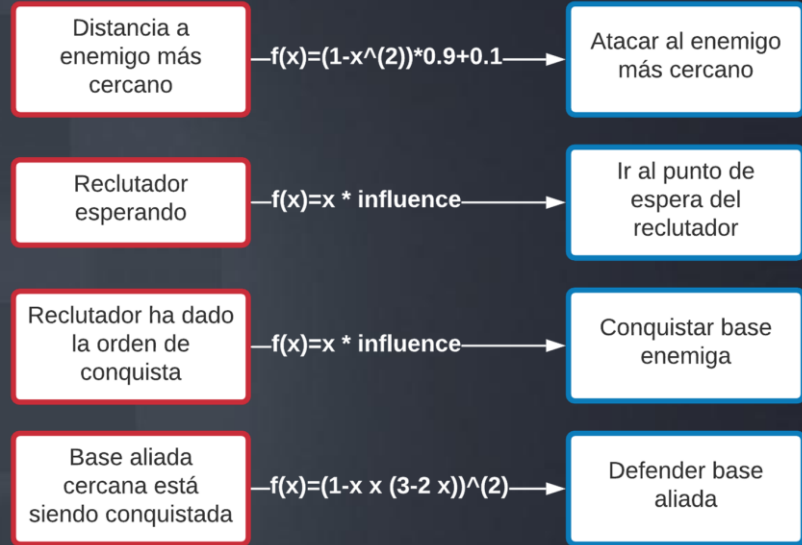 Distancia a
enemigo más
cercano
f(x)=(1-x^(2))*0.9+0.1
Atacar al enemigo
más cercano
Reclutador
esperando
f(x)=x * influence
Ir al punto de
espera del
reclutador
Reclutador ha dado
la orden de
conquista
f(x)=x * influence
Conquistar base
enemiga
Base aliada
cercana está
siendo conquistada
f(x)=(1-x x (3-2 x))^(2)
Defender base
aliada